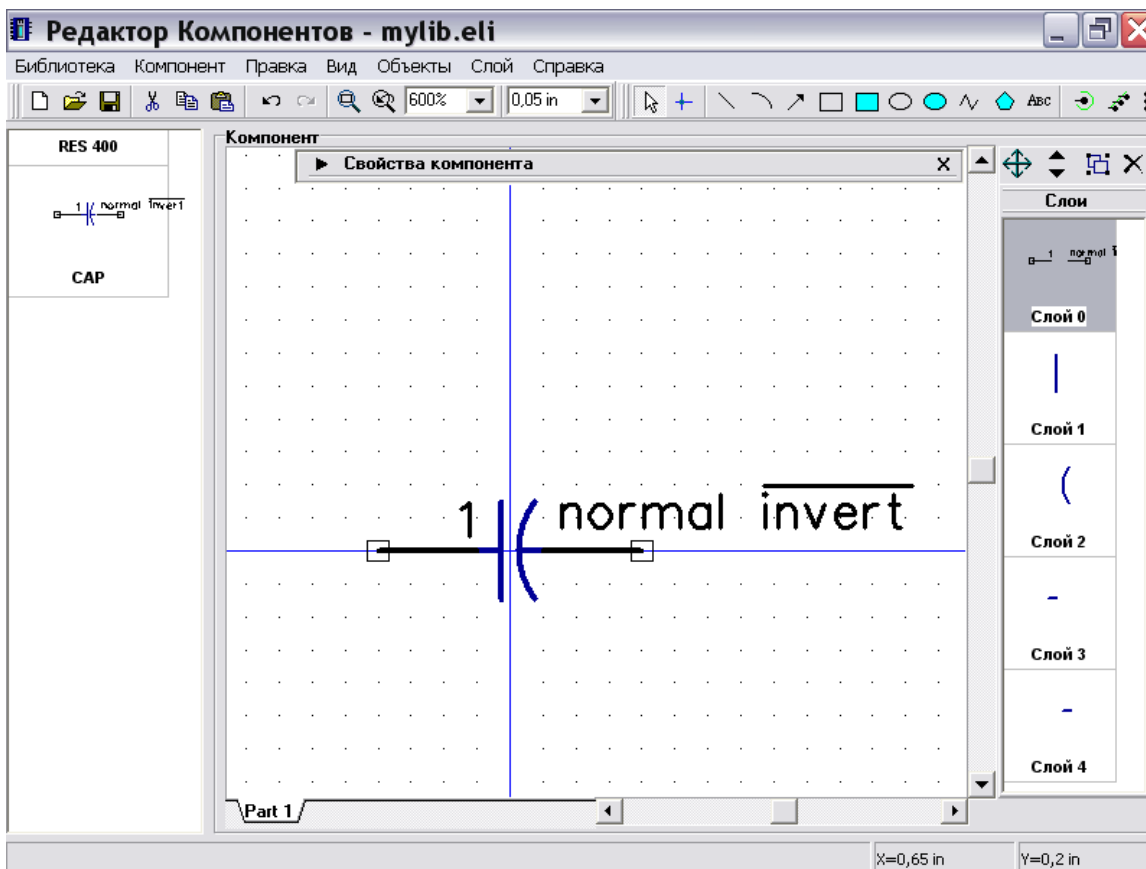 Редактор Компонентов - mylib.eli
Библиотека Компонент Правка Вид Объекты Слой Справка
600% 0,05 in ABC
RES 400
1 normal invert
CAP
Компонент
Свойства компонента X
1 normal invert
Part 1
Слои
1 normal
Слой 0
Слой 1
Слой 2
Слой 3
Слой 4
X=0,65 in Y=0,2 in